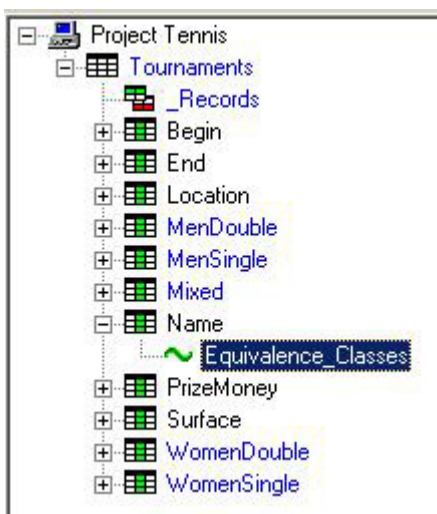 Project Tennis
Tournaments
_Records
Begin
End
Location
MenDouble
MenSingle
Mixed
Name
Equivalence_Classes
PrizeMoney
Surface
WomenDouble
WomenSingle